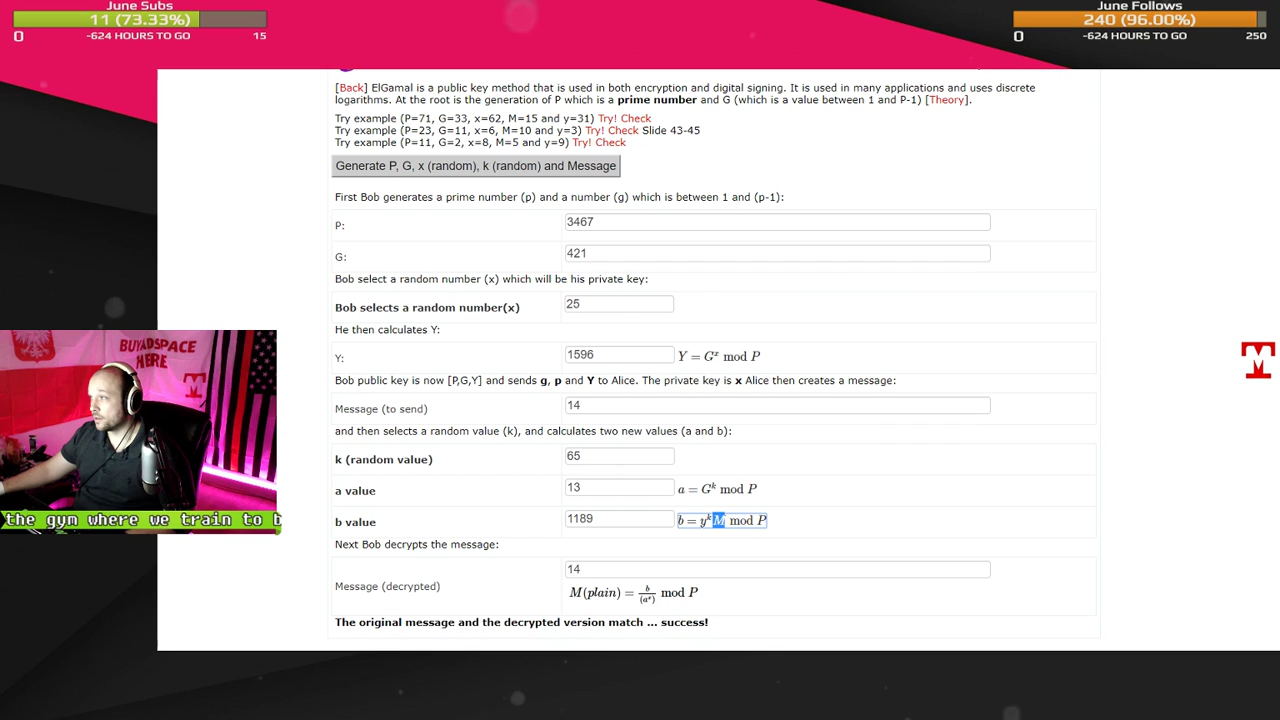 June Subs
11 (73.33%)
0 -624 HOURS TO GO 15
June Follows
240 (96.00%)
0 -624 HOURS TO GO 250
[Back] ElGamal is a public key method that is used in both encryption and digital signing. It is used in many applications and uses discrete
logarithms. At the root is the generation of P which is a prime number and G (which is a value between 1 and P-1) [Theory].
Try example (P=71, G=33, x=62, M=15 and y=31) Try! Check
Try example (P=23, G=11, x=6, M=10 and y=3) Try! Check Slide 43-45
Try example (P=11, G=2, x=8, M=5 and y=9) Try! Check
Generate P, G, x (random), k (random) and Message
First Bob generates a prime number (p) and a number (g) which is between 1 and (p-1):
P: 3467
G: 421
Bob select a random number (x) which will be his private key:
Bob selects a random number(x) 25
He then calculates Y:
Y: 1596 Y = G^x mod P
Bob public key is now [P,G,Y] and sends g, p and Y to Alice. The private key is x Alice then creates a message:
Message (to send) 14
and then selects a random value (k), and calculates two new values (a and b):
k (random value) 65
a value 13 a = G^k mod P
b value 1189 b = y^k M mod P
Next Bob decrypts the message:
Message (decrypted) 14
M(plain) = b/(a^x) mod P
The original message and the decrypted version match ... success!
BUY ADSPACE
HERE
the gym where we train to b